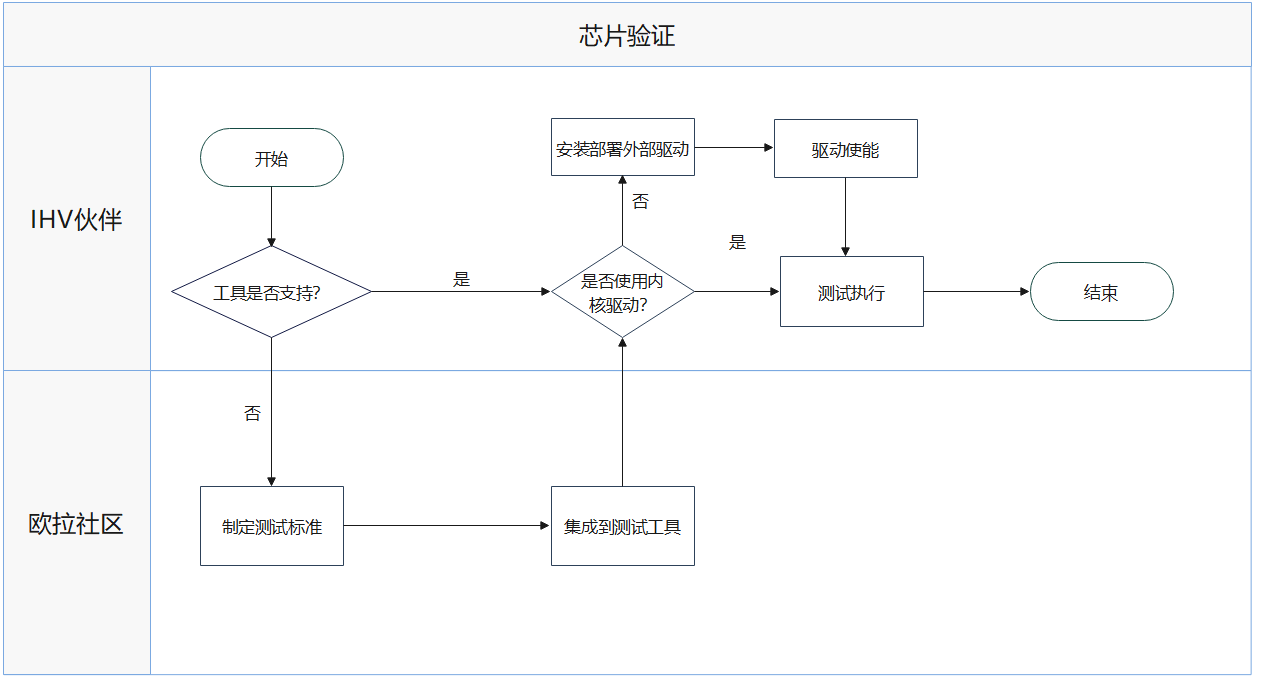 芯片验证
IHV伙伴
开始
安装部署外部驱动
驱动使能
否
是
工具是否支持?
是
是否使用内
核驱动?
测试执行
结束
欧拉社区
否
制定测试标准
集成到测试工具